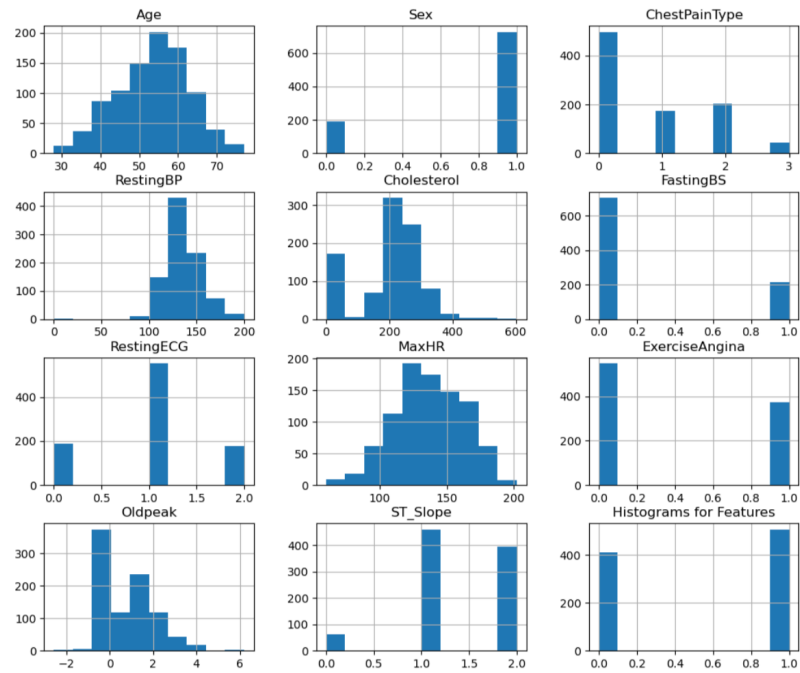 Age Sex ChestPainType
200 150 100 50 0
600 400 200 0
400 200 0
30 40 50 60 70
0.0 0.2 0.4 0.6 0.8 1.0
0 1 2 3
RestingBP Cholesterol FastingBS
400 300 200 100 0
300 200 100 0
600 400 200 0
0 50 100 150 200
0 200 400 600
0.0 0.2 0.4 0.6 0.8 1.0
RestingECG MaxHR ExerciseAngina
400 200 0
200 150 100 50 0
400 200 0
0.0 0.5 1.0 1.5 2.0
100 150 200
0.0 0.2 0.4 0.6 0.8 1.0
Oldpeak ST_Slope Histograms for Features
300 200 100 0
400 300 200 100 0
400 200 0
−2 0 2 4 6
0.0 0.5 1.0 1.5 2.0
0.0 0.2 0.4 0.6 0.8 1.0